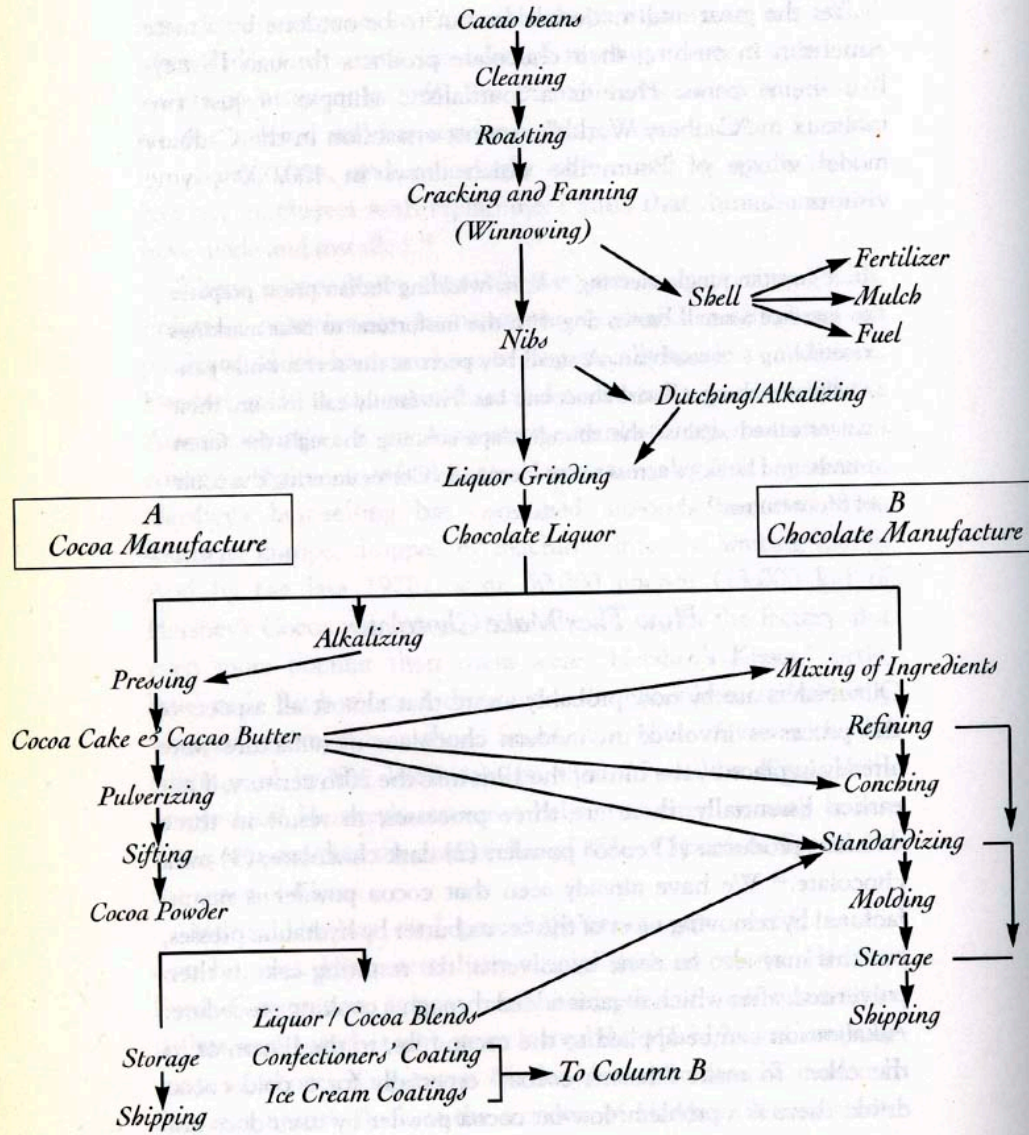 Cacao beans
Cleaning
Roasting
Cracking and Fanning
(Winnowing)
Fertilizer
Shell
Mulch
Nibs
Fuel
Dutching/Alkalizing
Liquor Grinding
A
Cocoa Manufacture
Chocolate Liquor
B
Chocolate Manufacture
Alkalizing
Pressing
Mixing of Ingredients
Cocoa Cake & Cacao Butter
Refining
Pulverizing
Conching
Sifting
Standardizing
Cocoa Powder
Molding
Storage
Liquor / Cocoa Blends
Shipping
Storage
Confectioners' Coating
To Column B
Ice Cream Coatings
Shipping